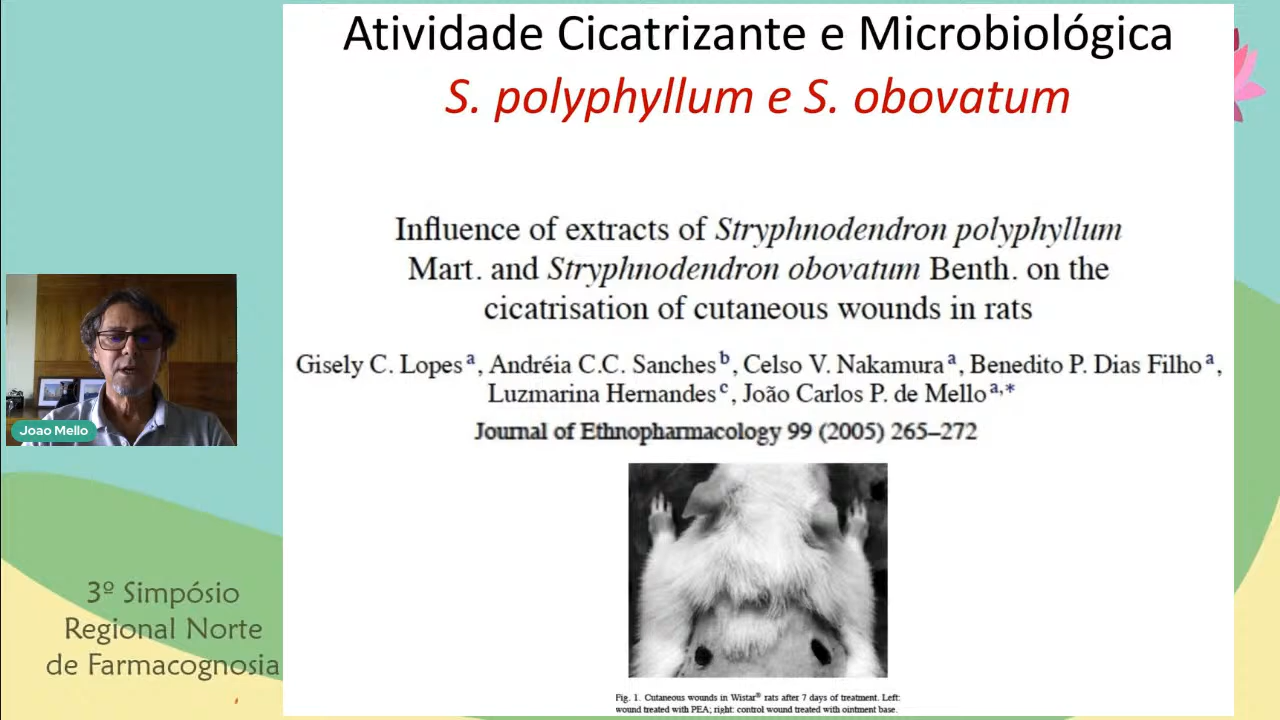 Atividade Cicatrizante e Microbiológica
S. polyphyllum e S. obovatum
Influence of extracts of Stryphnodendron polyphyllum
Mart. and Stryphnodendron obovatum Benth. on the
cicatrisation of cutaneous wounds in rats
Gisely C. Lopes a, Andréia C.C. Sanches b, Celso V. Nakamura a, Benedito P. Dias Filho a,
Luzmarina Hernandes c, João Carlos P. de Mello a,*
Journal of Ethnopharmacology 99 (2005) 265–272
Fig. 1. Cutaneous wounds in Wistar® rats after 7 days of treatment. Left:
wound treated with PEA; right: control wound treated with ointment base.
Joao Mello
3º Simpósio
Regional Norte
de Farmacognosia